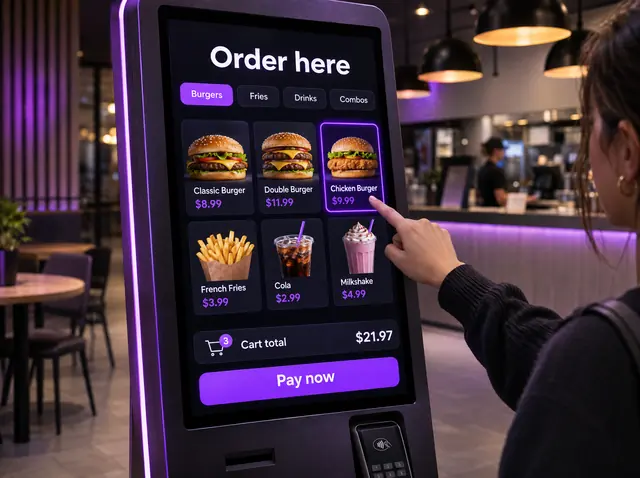 Order here
Burgers
Fries
Drinks
Combos
Classic Burger
$8.99
Double Burger
$11.99
Chicken Burger
$9.99
French Fries
$3.99
Cola
$2.99
Milkshake
$4.99
3
Cart total
$21.97
Pay now